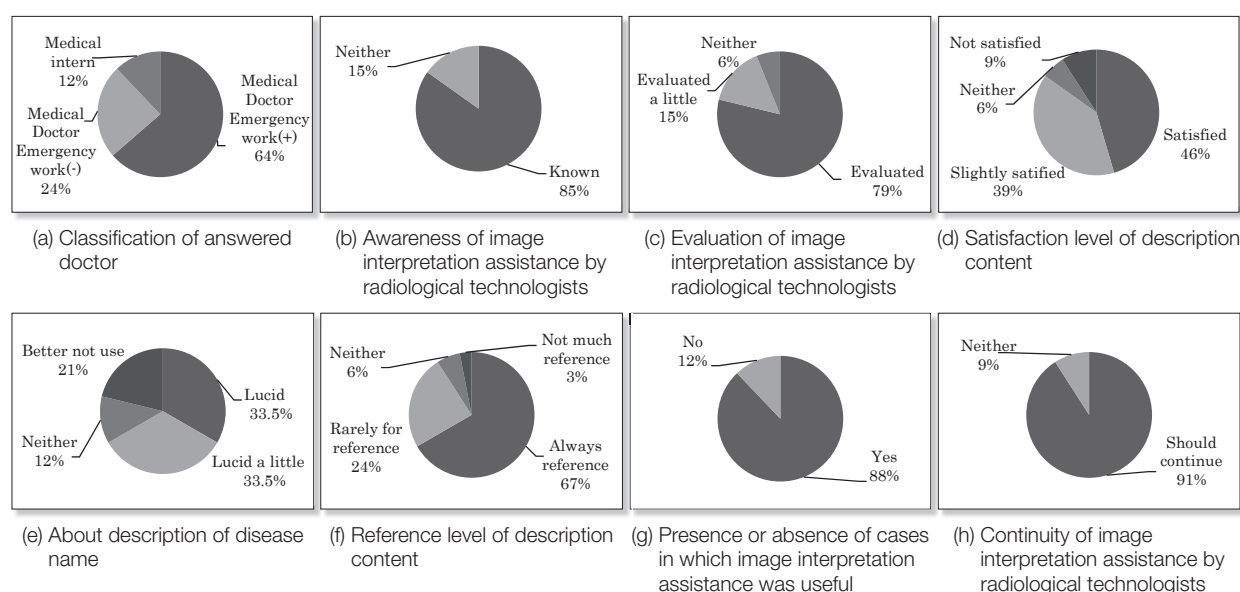 Medical
intern
12%
Medical
Doctor
Emergency
work(-)
24%
Medical
Doctor
Emergency
work(+)
64%
(a) Classification of answered
doctor
Neither
15%
Known
85%
(b) Awareness of image
interpretation assistance by
radiological technologists
Neither
6%
Evaluated
a little
15%
Evaluated
79%
(c) Evaluation of image
interpretation assistance by
radiological technologists
Not satisfied
9%
Neither
6%
Slightly satified
39%
Satisfied
46%
(d) Satisfaction level of description
content
Better not use
21%
Neither
12%
Lucid
33.5%
Lucid a little
33.5%
(e) About description of disease
name
Neither
6%
Not much
reference
3%
Rarely for
reference
24%
Always
reference
67%
(f) Reference level of description
content
No
12%
Yes
88%
(g) Presence or absence of cases
in which image interpretation
assistance was useful
Neither
9%
Should
continue
91%
(h) Continuity of image
interpretation assistance by
radiological technologists